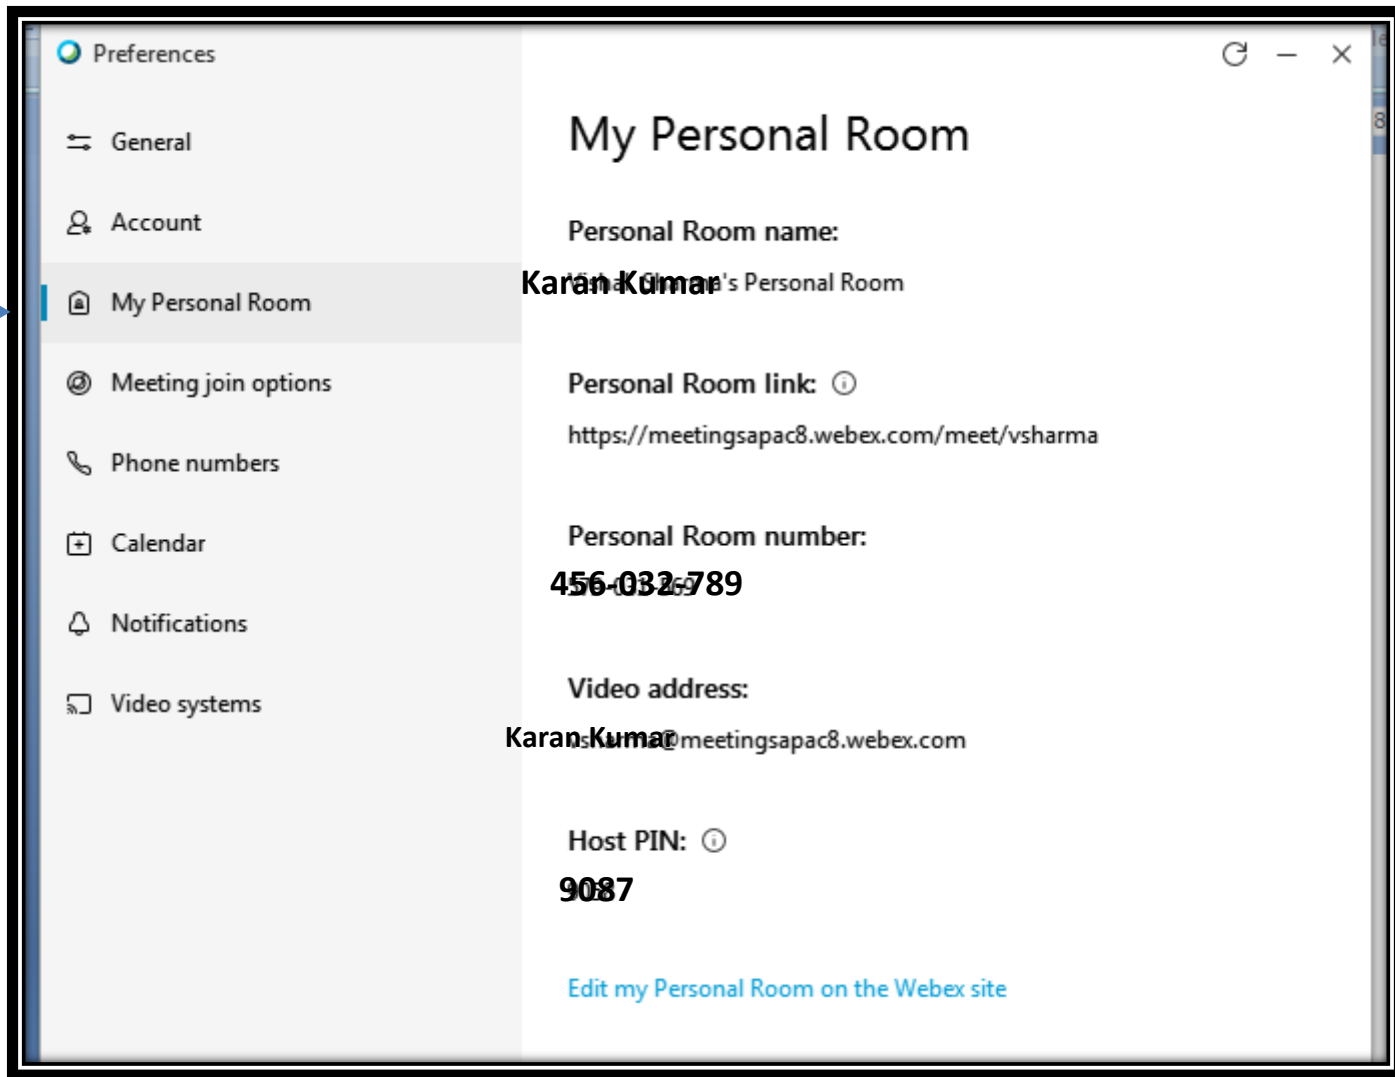 Preferences
General
Account
My Personal Room
Meeting join options
Phone numbers
Calendar
Notifications
Video systems
My Personal Room
Personal Room name:
Karan Kumar's Personal Room
Personal Room link:
https://meetingsapac8.webex.com/meet/vsharma
Personal Room number:
456-032-789
Video address:
Karan Kumar@meetingsapac8.webex.com
Host PIN:
9087
Edit my Personal Room on the Webex site